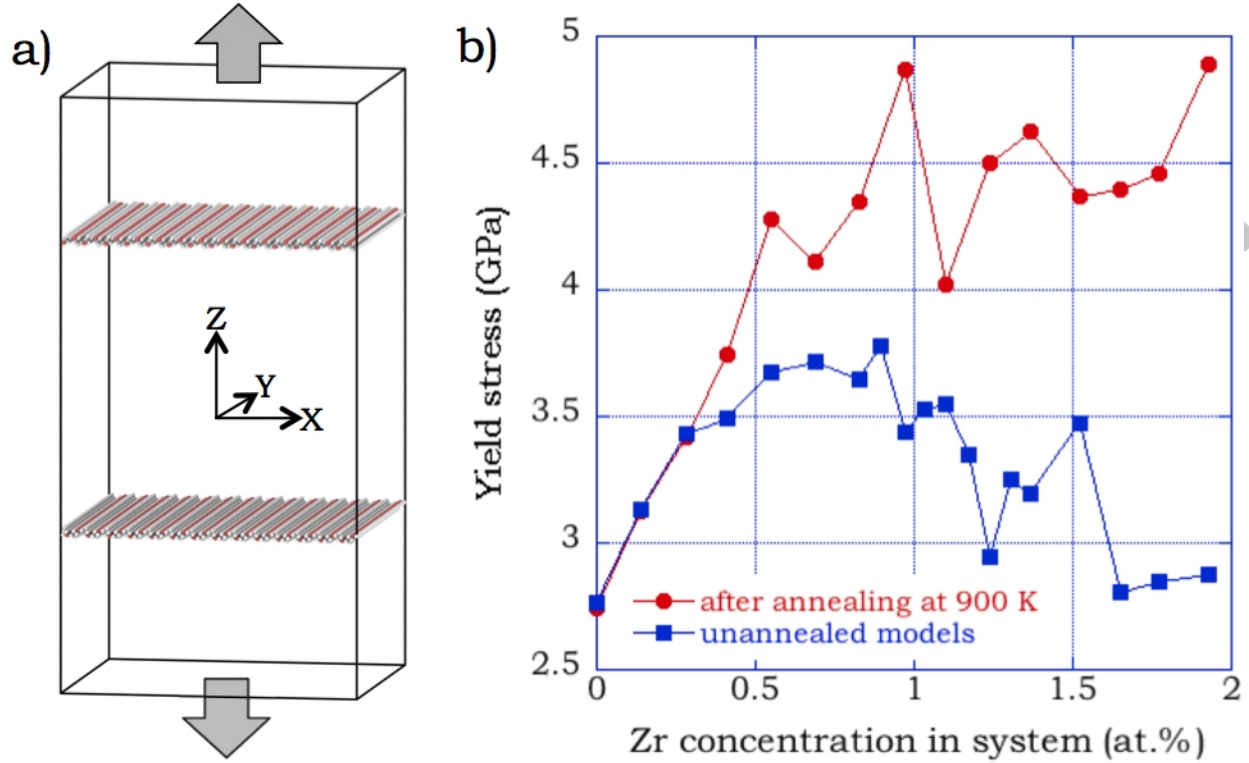 a)
Z
Y
X
b)
Yield stress (GPa)
5
4.5
4
3.5
3
2.5
after annealing at 900 K
unannealed models
0 0.5 1 1.5 2
Zr concentration in system (at.%)